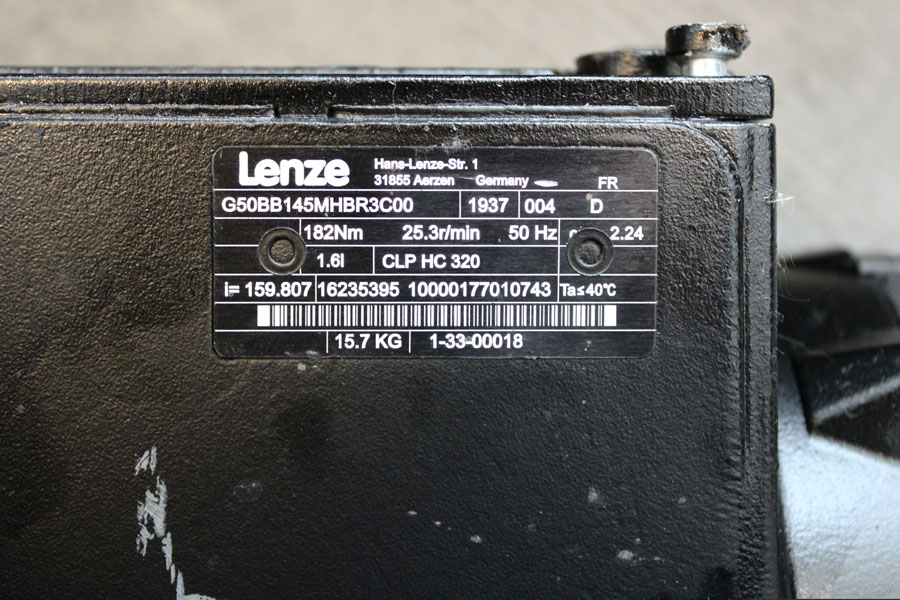 Lenze Hans-Lenze-Str. 1
31855 Aerzen Germany FR
G50BB145MHBR3C00 1937 004 D
182Nm 25.3r/min 50 Hz 2.24
1.6l CLP HC 320
i= 159.807 16235395 10000177010743 Ta≤40°C
15.7 KG 1-33-00018